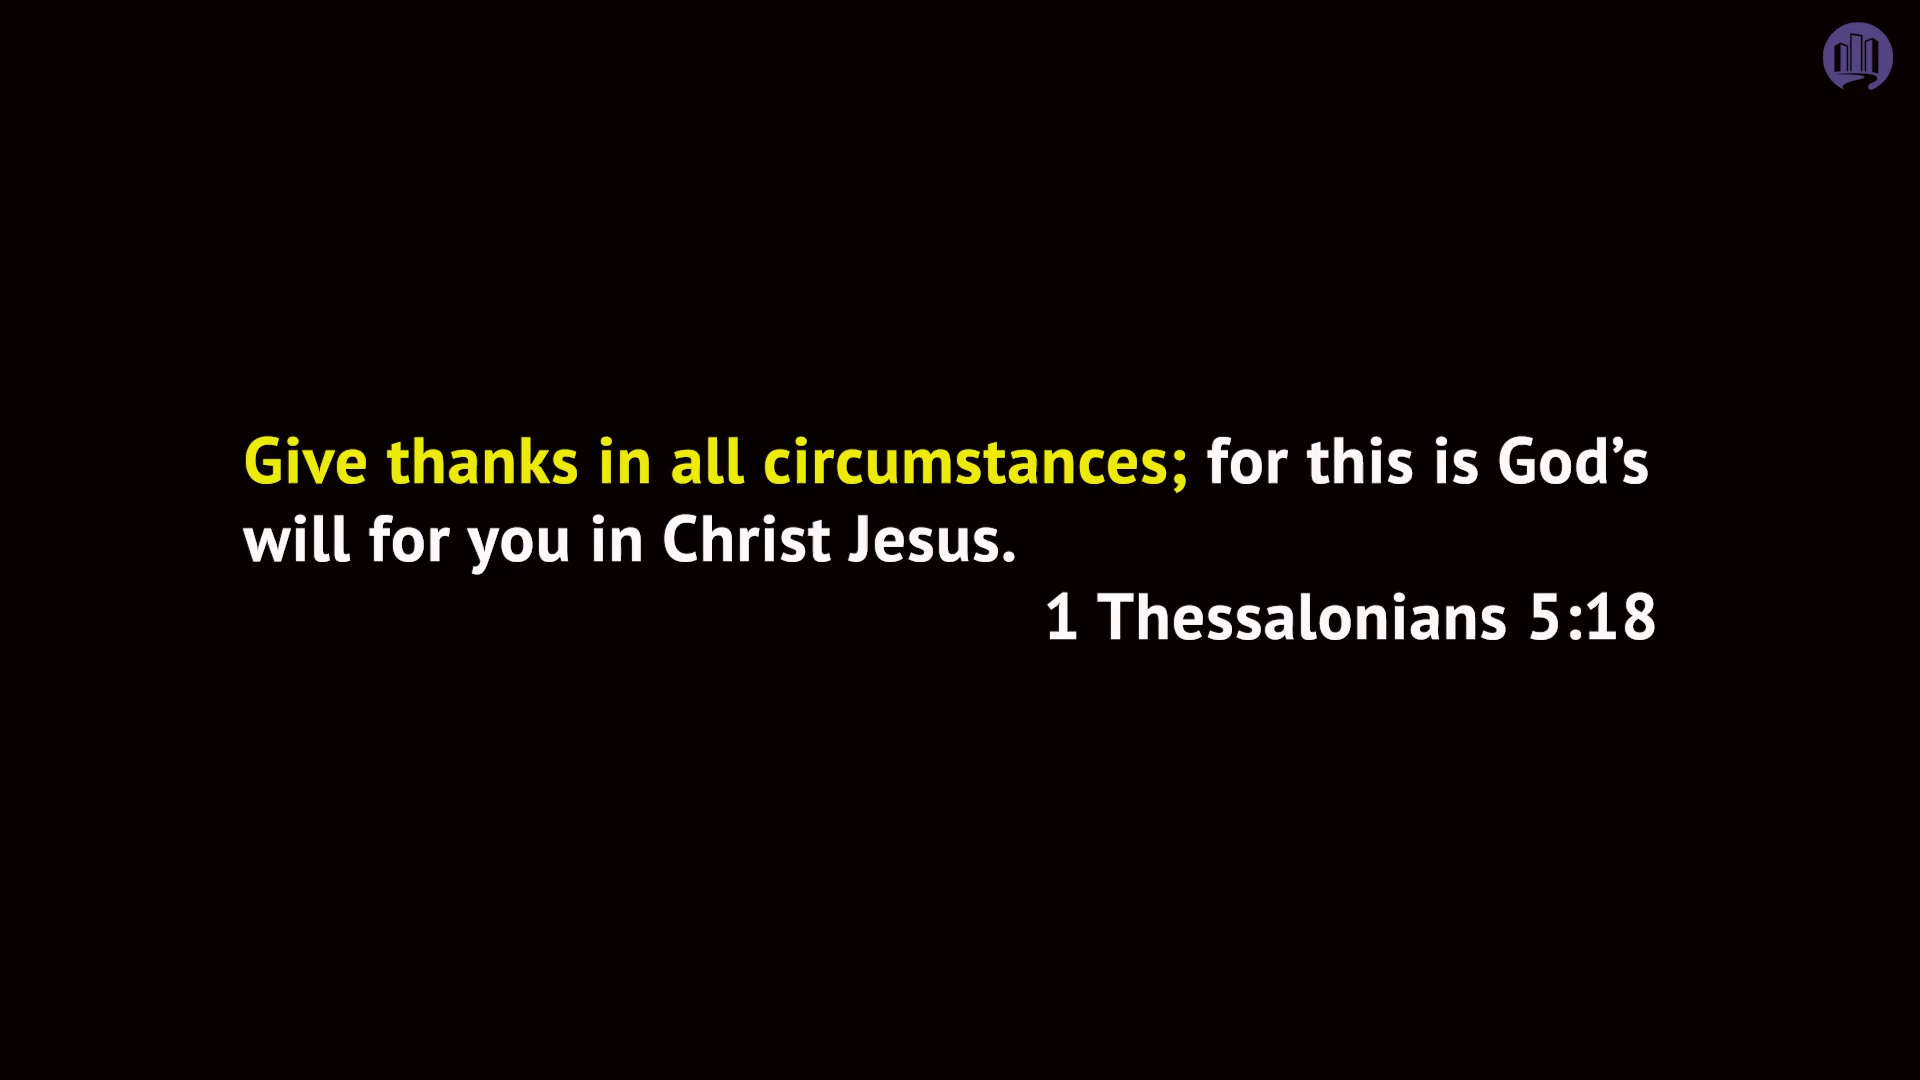 Give thanks in all circumstances; for this is God’s
will for you in Christ Jesus.
1 Thessalonians 5:18